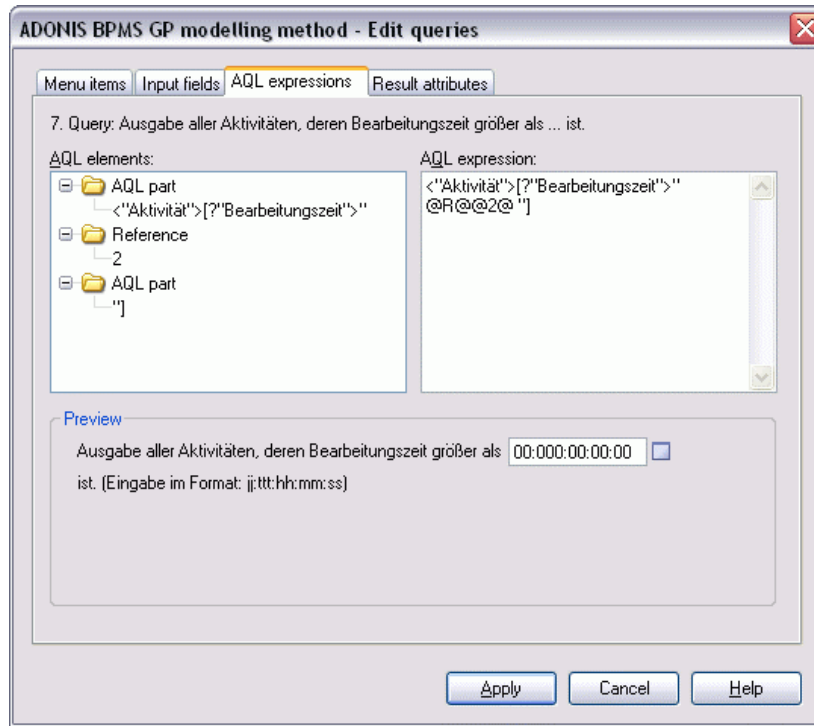 ADONIS BPMS GP modelling method - Edit queries
Menu items Input fields AQL expressions Result attributes
7. Query: Ausgabe aller Aktivitäten, deren Bearbeitungszeit größer als ... ist.
AQL elements:
AQL part
<"Aktivität">[?"Bearbeitungszeit">"
Reference
2
AQL part
"]
AQL expression:
<"Aktivität">[?"Bearbeitungszeit">"
@R@@2@ "]
Preview
Ausgabe aller Aktivitäten, deren Bearbeitungszeit größer als 00:000:00:00:00
ist. (Eingabe im Format: jj:ttt:hh:mm:ss)
Apply Cancel Help